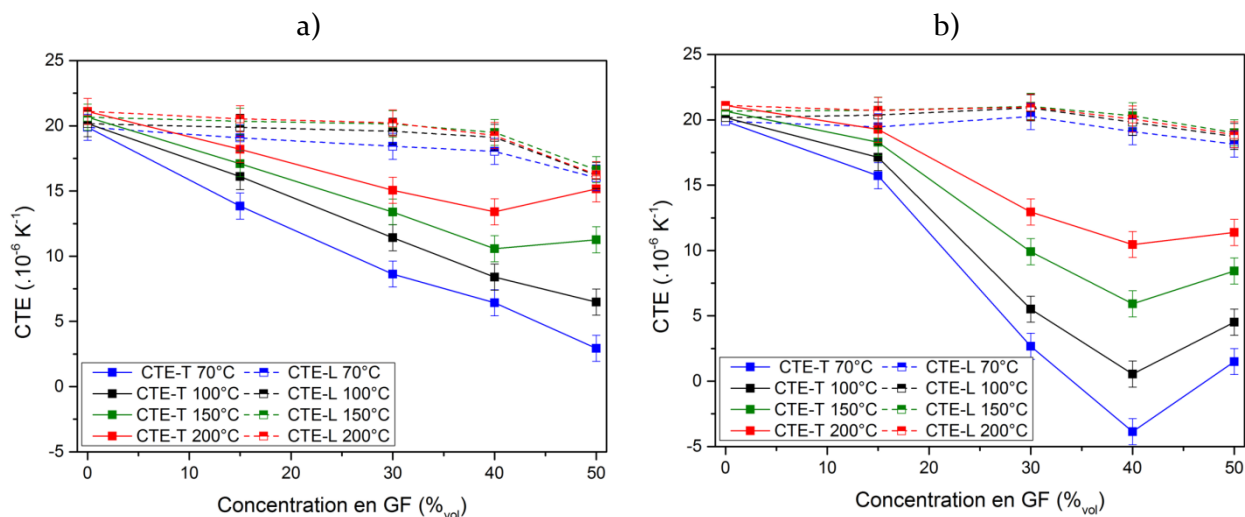 a)
b)
25
20
15
10
5
0
-5
CTE (.10⁻⁶ K⁻¹)
CTE-T 70°C CTE-L 70°C
CTE-T 100°C CTE-L 100°C
CTE-T 150°C CTE-L 150°C
CTE-T 200°C CTE-L 200°C
0 10 20 30 40 50
Concentration en GF (%vol)
25
20
15
10
5
0
-5
CTE (.10⁻⁶ K⁻¹)
CTE-T 70°C CTE-L 70°C
CTE-T 100°C CTE-L 100°C
CTE-T 150°C CTE-L 150°C
CTE-T 200°C CTE-L 200°C
0 10 20 30 40 50
Concentration en GF (%vol)